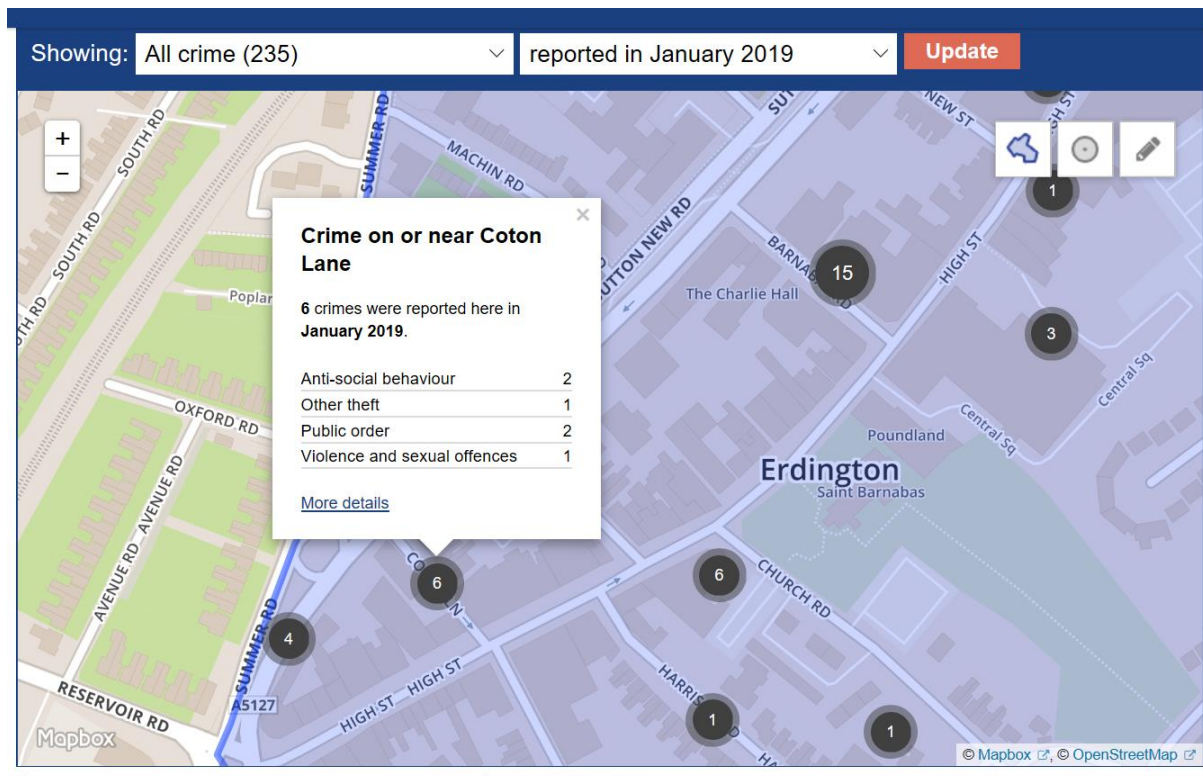 Showing: All crime (235) reported in January 2019 Update
+
−
SOUTH RD
SOUTH RD
SUMMER RD
MACHIN RD
SUTTON NEW RD
NEW ST
HIGH ST
1
×
Crime on or near Coton
Lane
6 crimes were reported here in
January 2019.
Anti-social behaviour 2
Other theft 1
Public order 2
Violence and sexual offences 1
More details
15
The Charlie Hall
HIGH ST
3
Central Sq
Central Sq
Poundland
Erdington
Saint Barnabas
OXFORD RD
AVENUE RD
AVENUE RD
6
6
CHURCH RD
4
SUMMER RD
A5127
HIGH ST
HIGH ST
RESERVOIR RD
1
1
Mapbox
© Mapbox, © OpenStreetMap